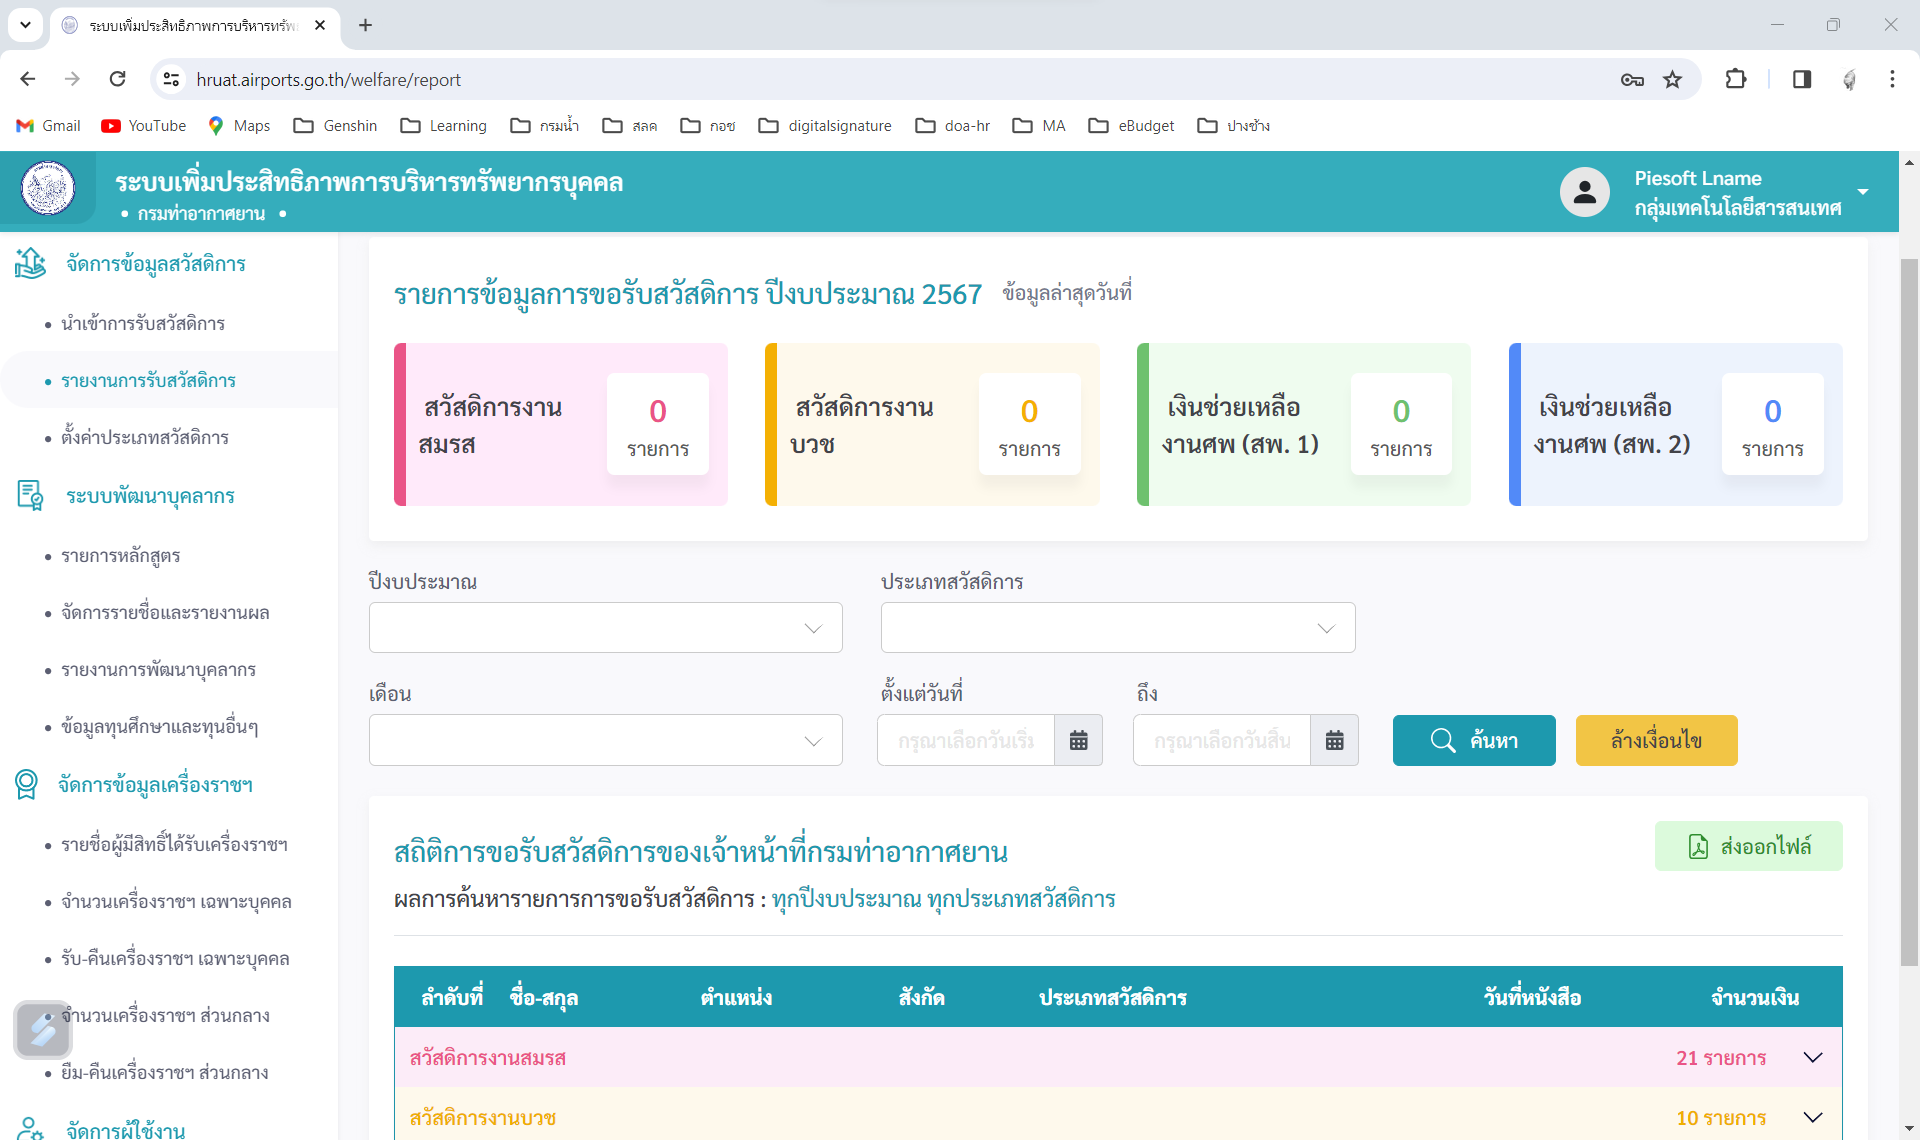 ระบบเพิ่มประสิทธิภาพการบริหารทรัพ
hruat.airports.go.th/welfare/report
Gmail YouTube Maps Genshin Learning กรมน้ำ สลค กอช digitalsignature doa-hr MA eBudget ปางช้าง
ระบบเพิ่มประสิทธิภาพการบริหารทรัพยากรบุคคล
• กรมท่าอากาศยาน •
Piesoft Lname
กลุ่มเทคโนโลยีสารสนเทศ
จัดการข้อมูลสวัสดิการ
• นำเข้าการรับสวัสดิการ
• รายงานการรับสวัสดิการ
• ตั้งค่าประเภทสวัสดิการ
ระบบพัฒนาบุคลากร
• รายการหลักสูตร
• จัดการรายชื่อและรายงานผล
• รายงานการพัฒนาบุคลากร
• ข้อมูลทุนศึกษาและทุนอื่นๆ
จัดการข้อมูลเครื่องราชฯ
• รายชื่อผู้มีสิทธิ์ได้รับเครื่องราชฯ
• จำนวนเครื่องราชฯ เฉพาะบุคคล
• รับ-คืนเครื่องราชฯ เฉพาะบุคคล
• จำนวนเครื่องราชฯ ส่วนกลาง
• ยืม-คืนเครื่องราชฯ ส่วนกลาง
จัดการผู้ใช้งาน
รายการข้อมูลการขอรับสวัสดิการ ปีงบประมาณ 2567 ข้อมูลล่าสุดวันที่
สวัสดิการงาน
สมรส
0
รายการ
สวัสดิการงาน
บวช
0
รายการ
เงินช่วยเหลือ
งานศพ (สพ. 1)
0
รายการ
เงินช่วยเหลือ
งานศพ (สพ. 2)
0
รายการ
ปีงบประมาณ ประเภทสวัสดิการ
เดือน ตั้งแต่วันที่ ถึง
กรุณาเลือกวันเริ่ม กรุณาเลือกวันสิ้น ค้นหา ล้างเงื่อนไข
สถิติการขอรับสวัสดิการของเจ้าหน้าที่กรมท่าอากาศยาน
ส่งออกไฟล์
ผลการค้นหารายการการขอรับสวัสดิการ : ทุกปีงบประมาณ ทุกประเภทสวัสดิการ
ลำดับที่ ชื่อ-สกุล ตำแหน่ง สังกัด ประเภทสวัสดิการ วันที่หนังสือ จำนวนเงิน
สวัสดิการงานสมรส 21 รายการ
สวัสดิการงานบวช 10 รายการ